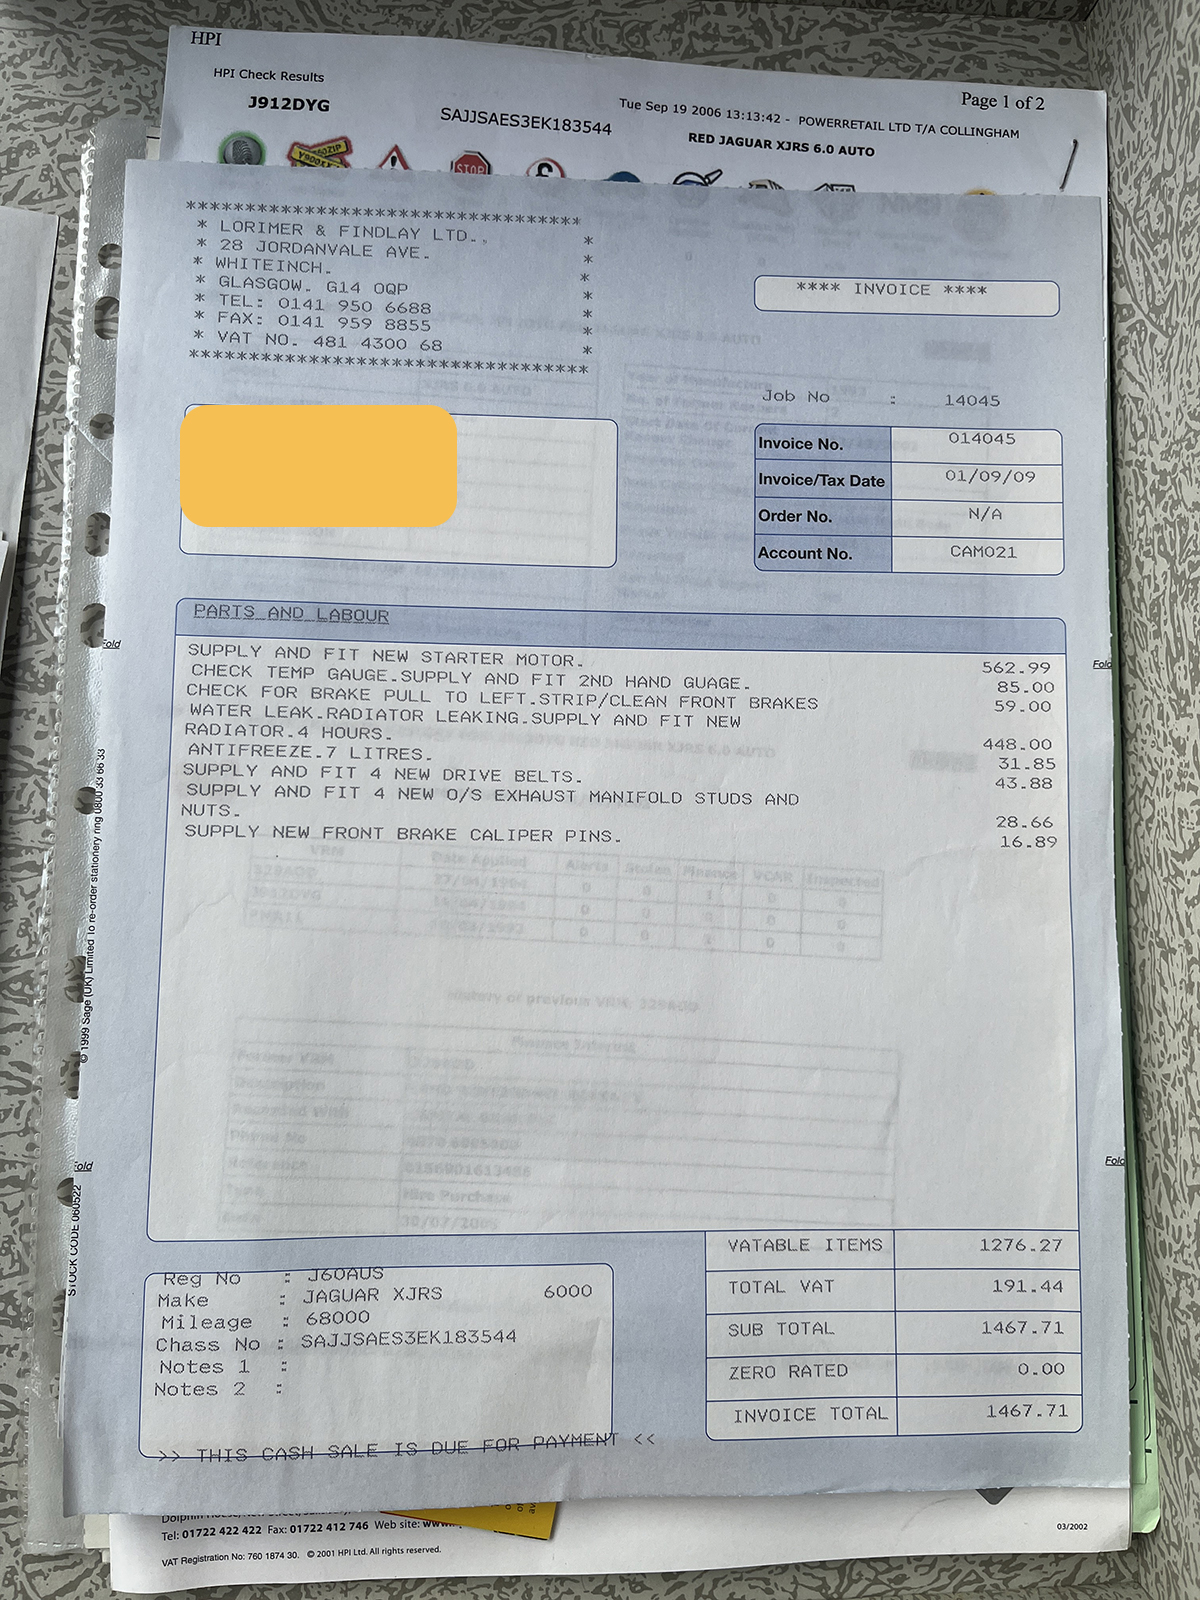 HPI
HPI Check Results
Page 1 of 2
J912DYG
SAJJSAES3EK183544
Tue Sep 19 2006 13:13:42 - POWERRETAIL LTD T/A COLLINGHAM
RED JAGUAR XJRS 6.0 AUTO
STOP
£
**********************************
* LORIMER & FINDLAY LTD., *
* 28 JORDANVALE AVE. *
* WHITEINCH. *
* GLASGOW. G14 0QP *
* TEL: 0141 950 6688 *
* FAX: 0141 959 8855 *
* VAT NO. 481 4300 68 *
**********************************
**** INVOICE ****
Job No : 14045
Invoice No. 014045
Invoice/Tax Date 01/09/09
Order No. N/A
Account No. CAM021
PARTS AND LABOUR
Fold
Fold
SUPPLY AND FIT NEW STARTER MOTOR. 562.99
CHECK TEMP GAUGE.SUPPLY AND FIT 2ND HAND GUAGE. 85.00
CHECK FOR BRAKE PULL TO LEFT.STRIP/CLEAN FRONT BRAKES 59.00
WATER LEAK.RADIATOR LEAKING.SUPPLY AND FIT NEW
RADIATOR.4 HOURS. 448.00
ANTIFREEZE.7 LITRES. 31.85
SUPPLY AND FIT 4 NEW DRIVE BELTS. 43.88
SUPPLY AND FIT 4 NEW O/S EXHAUST MANIFOLD STUDS AND
NUTS. 28.66
SUPPLY NEW FRONT BRAKE CALIPER PINS. 16.89
© 1999 Sage (UK) Limited To re-order stationery ring 0800 33 66 33
Fold
Fold
STOCK CODE 060522
VATABLE ITEMS 1276.27
TOTAL VAT 191.44
SUB TOTAL 1467.71
ZERO RATED 0.00
INVOICE TOTAL 1467.71
Reg No : J60AUS
Make : JAGUAR XJRS 6000
Mileage : 68000
Chass No : SAJJSAES3EK183544
Notes 1 :
Notes 2 :
>> THIS CASH SALE IS DUE FOR PAYMENT <<
Tel: 01722 422 422 Fax: 01722 412 746 Web site: www.
03/2002
VAT Registration No: 760 1874 30. © 2001 HPI Ltd. All rights reserved.